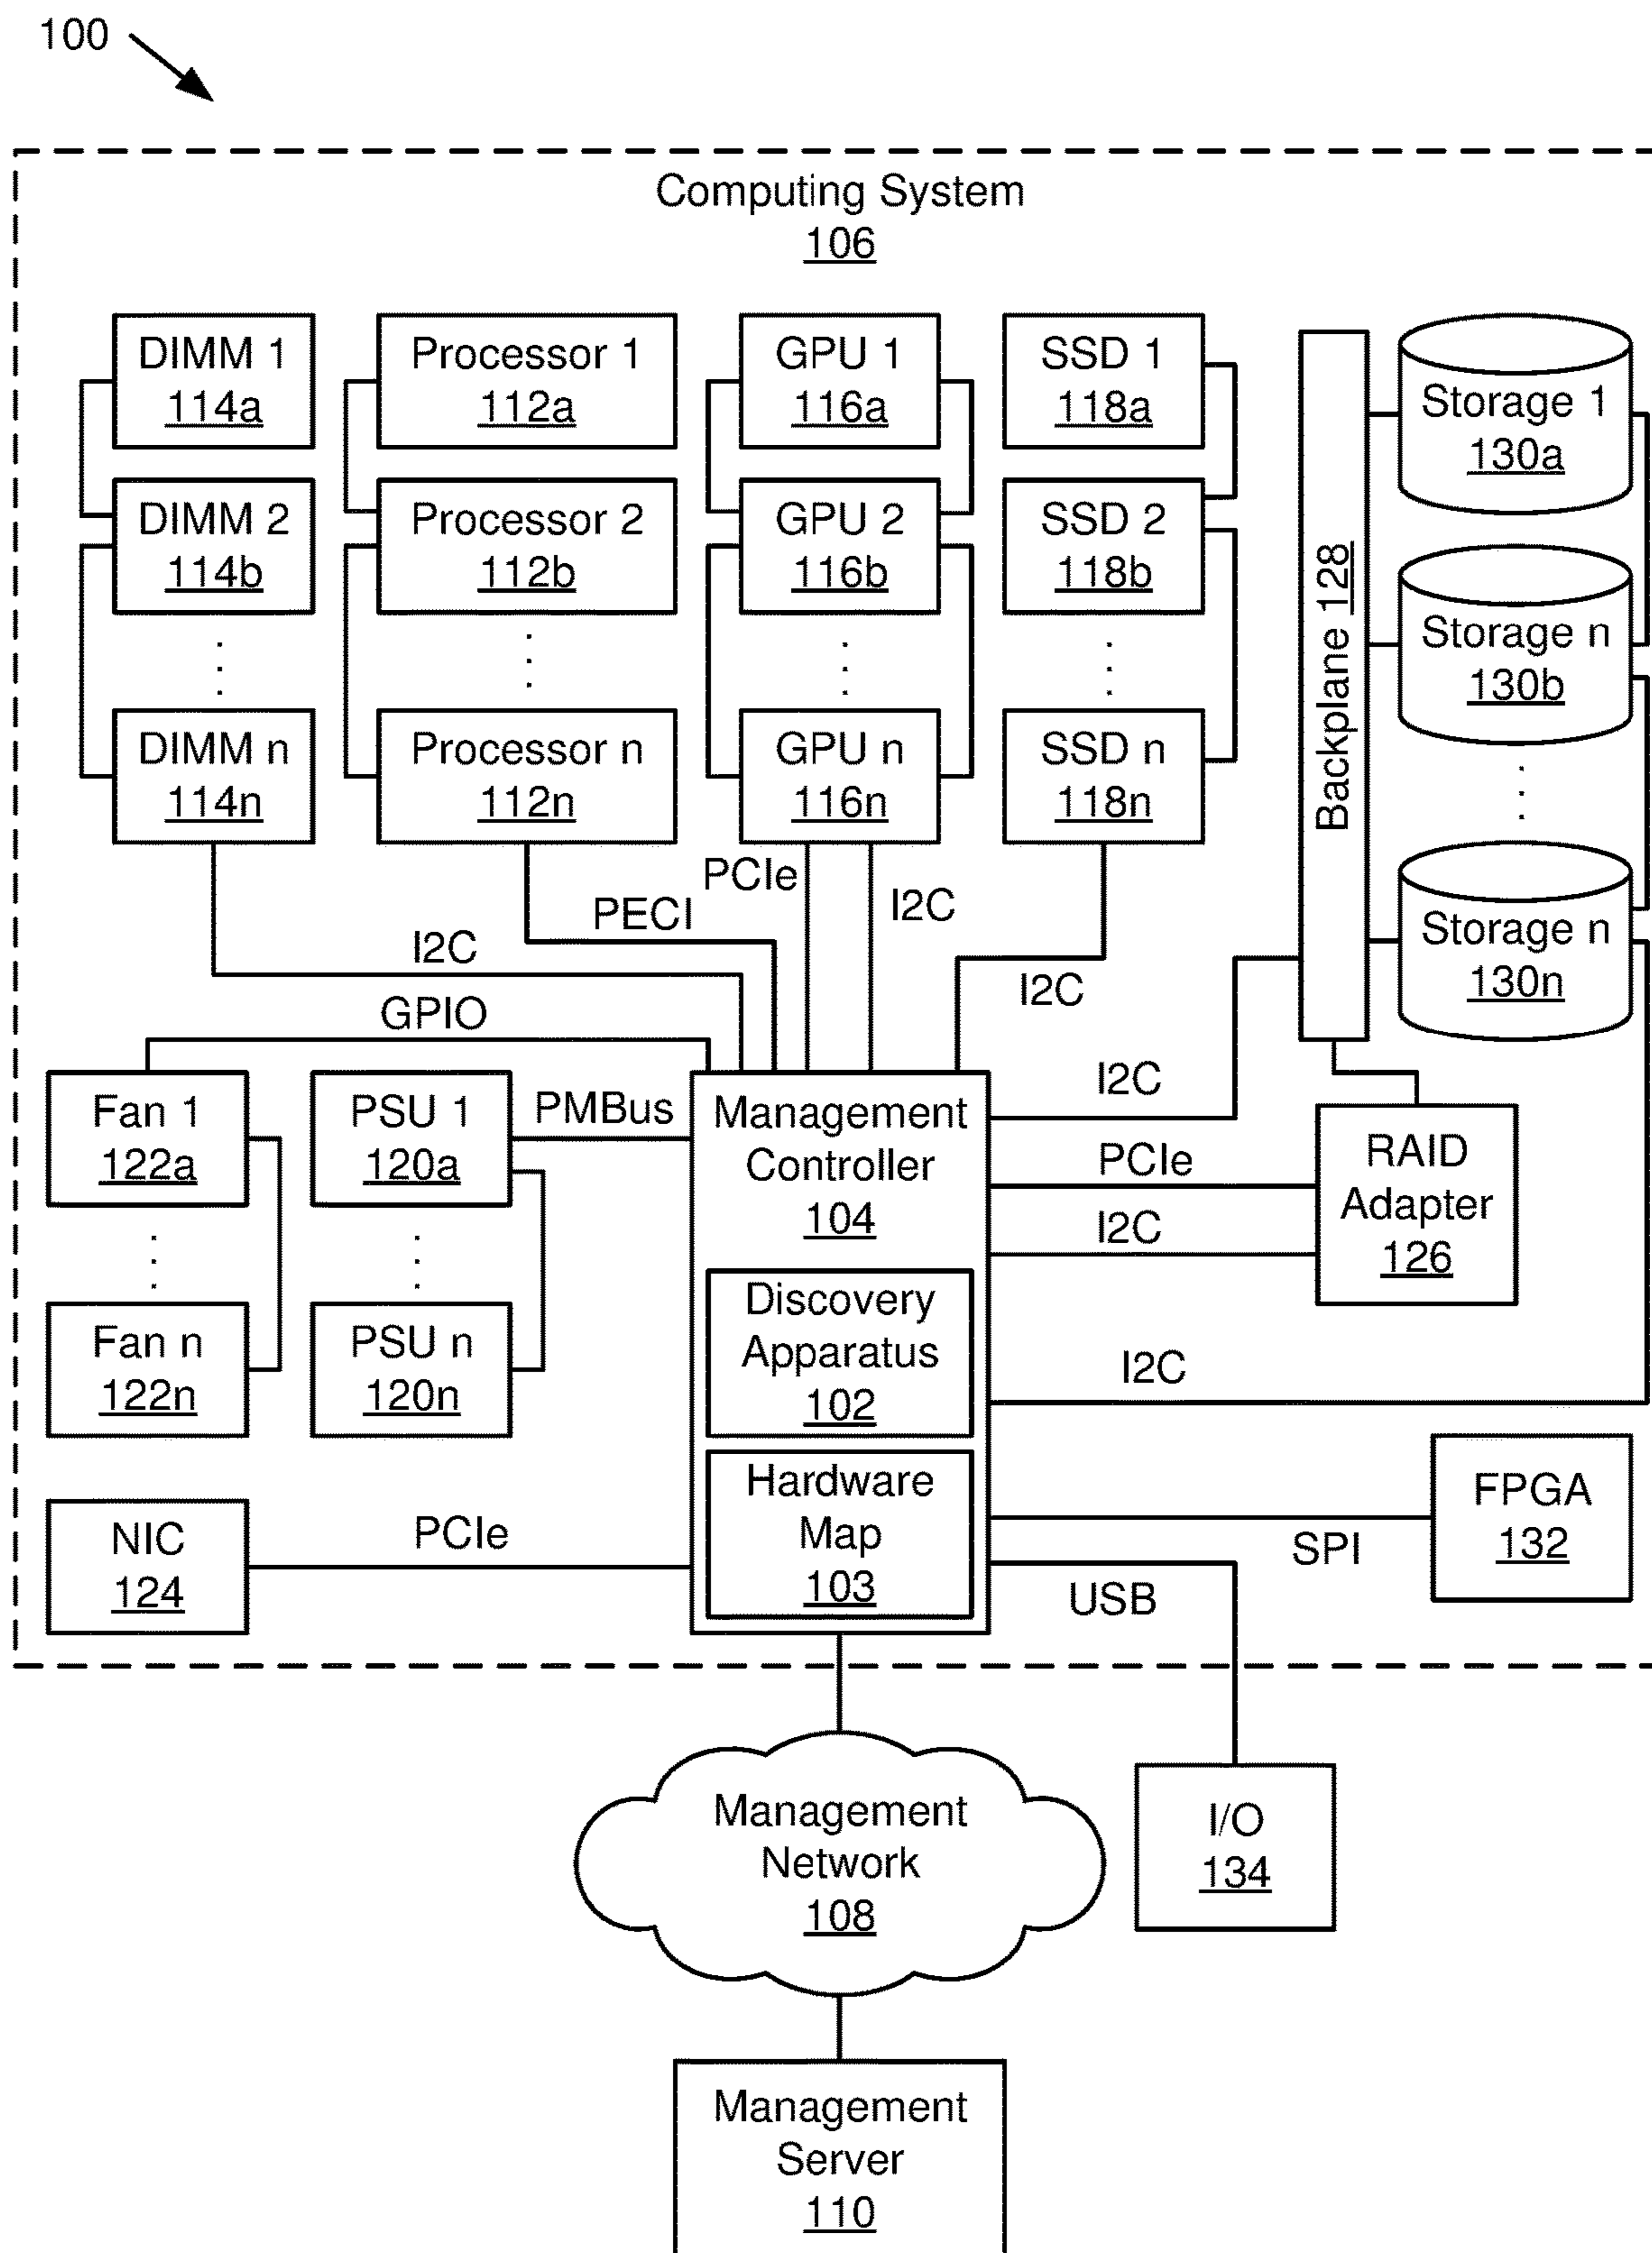 100
Computing System
106
DIMM 1
114a
Processor 1
112a
GPU 1
116a
SSD 1
118a
Storage 1
130a
DIMM 2
114b
Processor 2
112b
GPU 2
116b
SSD 2
118b
Backplane 128
Storage n
130b
DIMM n
114n
Processor n
112n
GPU n
116n
SSD n
118n
Storage n
130n
PCIe
I2C
PECI
I2C
I2C
GPIO
Fan 1
122a
PSU 1
120a
PMBus
Management
Controller
104
I2C
PCIe
I2C
RAID
Adapter
126
Discovery
Apparatus
102
Fan n
122n
PSU n
120n
I2C
Hardware
Map
103
NIC
124
PCIe
FPGA
132
SPI
USB
Management
Network
108
I/O
134
Management
Server
110